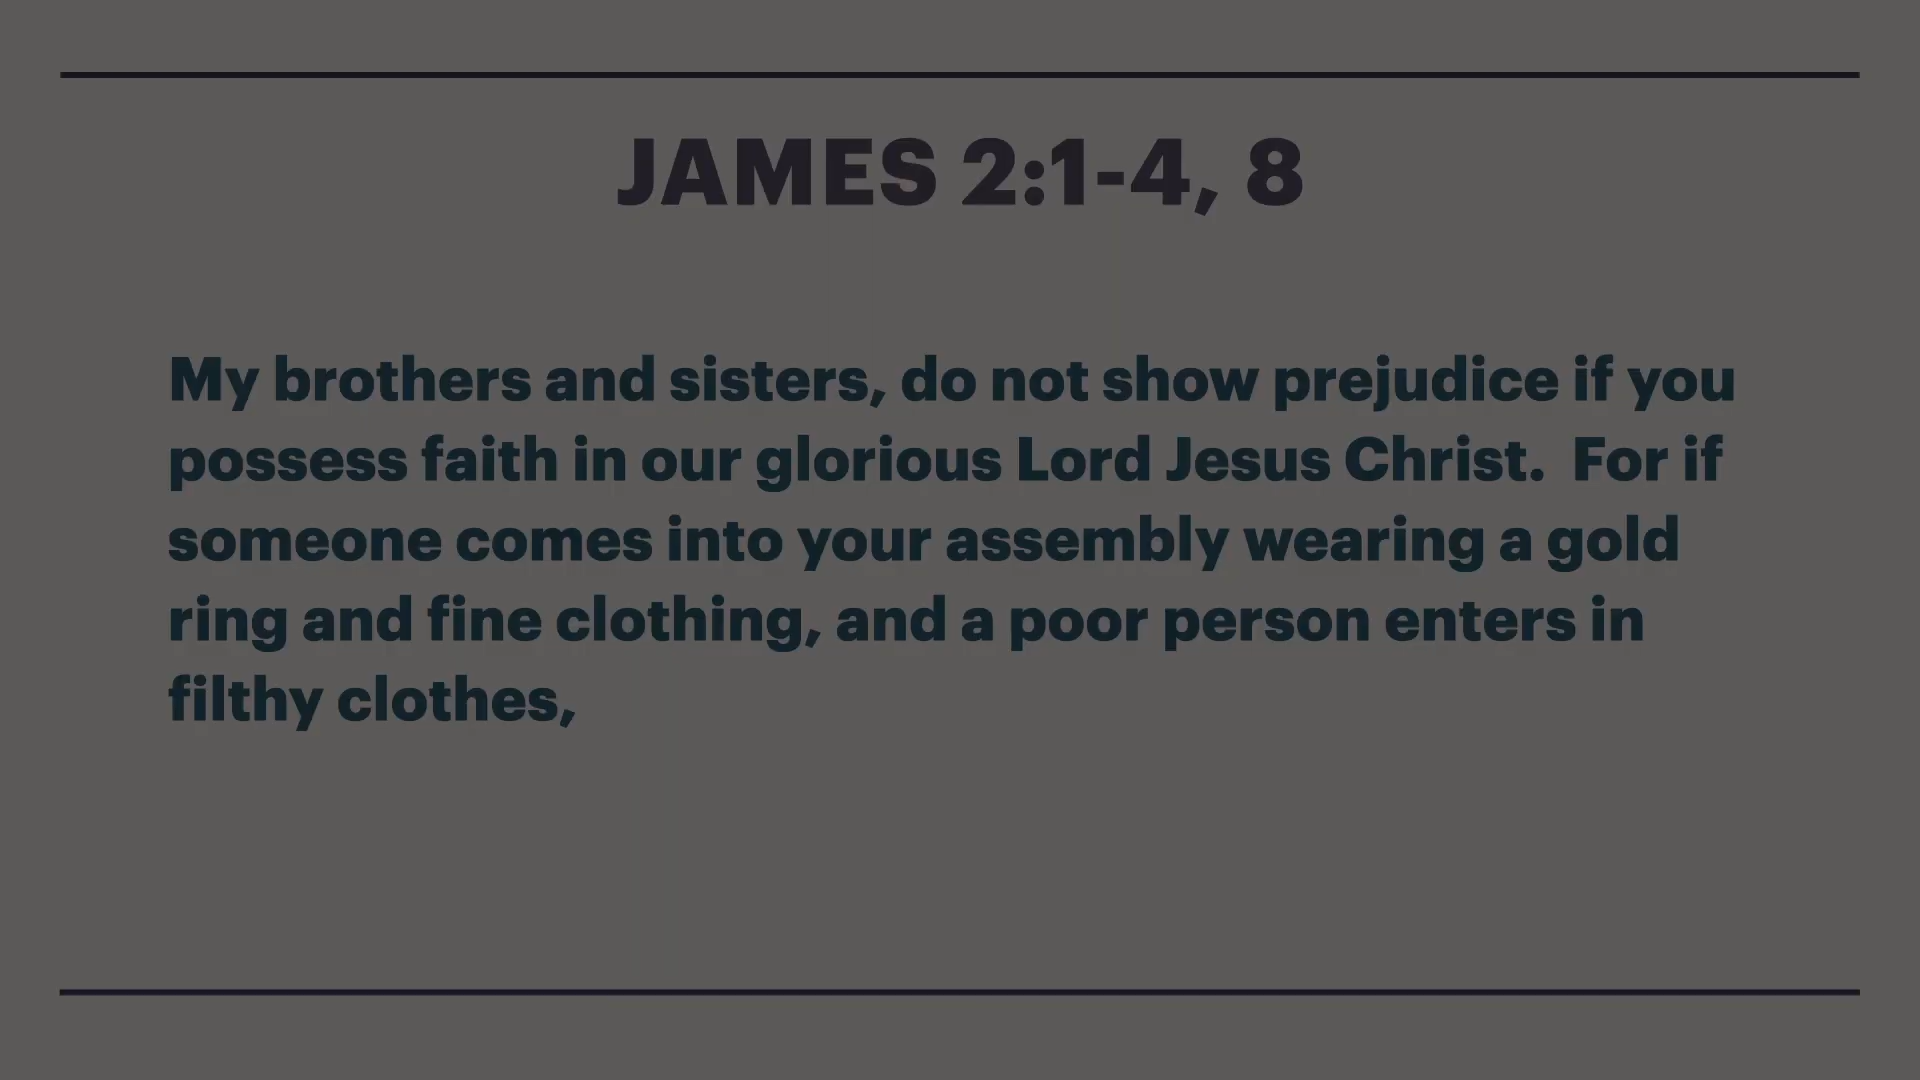 JAMES 2:1-4, 8
My brothers and sisters, do not show prejudice if you
possess faith in our glorious Lord Jesus Christ.  For if
someone comes into your assembly wearing a gold
ring and fine clothing, and a poor person enters in
filthy clothes,